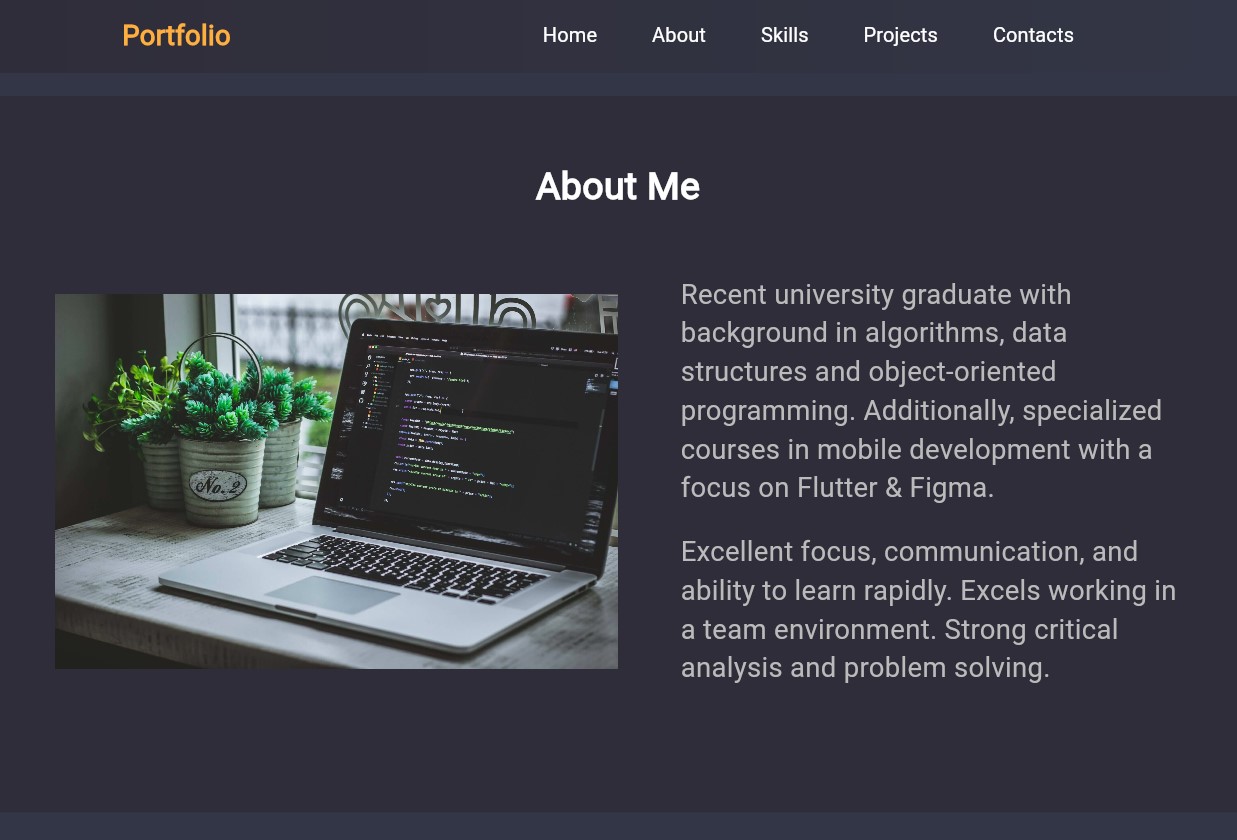 Portfolio
Home About Skills Projects Contacts
About Me
No. 2
Recent university graduate with
background in algorithms, data
structures and object-oriented
programming. Additionally, specialized
courses in mobile development with a
focus on Flutter & Figma.
Excellent focus, communication, and
ability to learn rapidly. Excels working in
a team environment. Strong critical
analysis and problem solving.